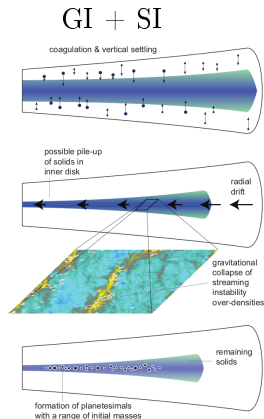 GI + SI
coagulation & vertical settling
possible pile-up
of solids in
inner disk
radial
drift
gravitational
collapse of
streaming
instability
over-densities
remaining
solids
formation of planetesimals
with a range of initial masses